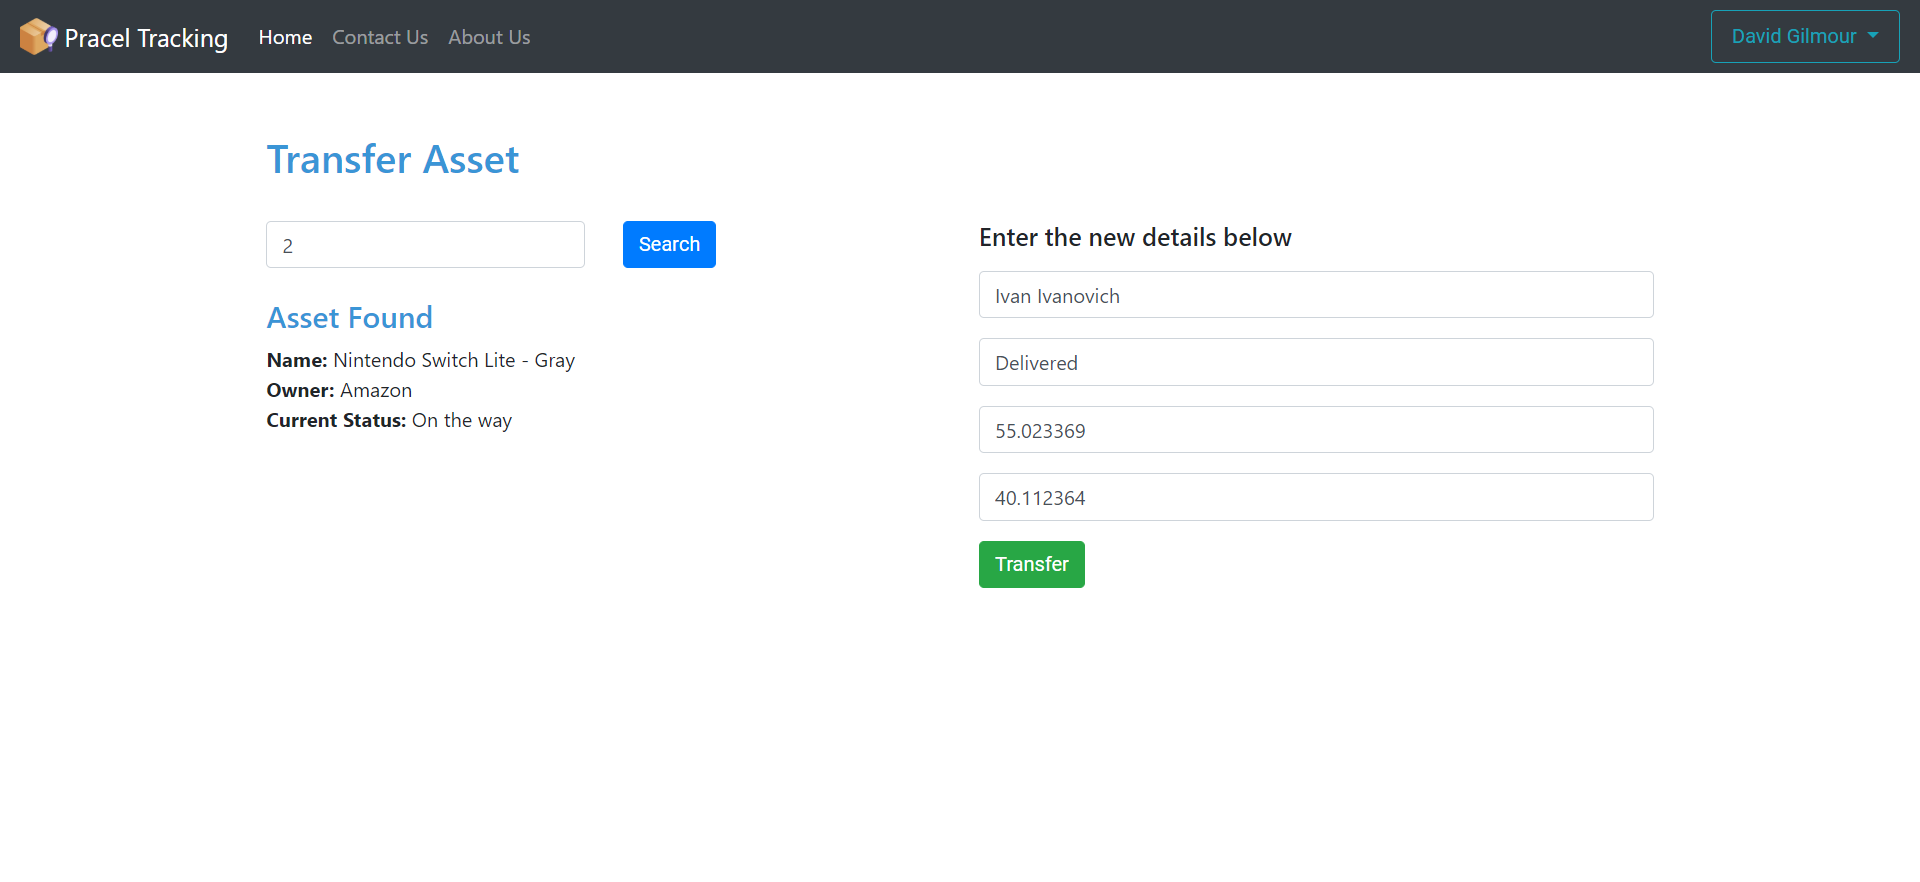 Pracel Tracking Home Contact Us About Us David Gilmour
Transfer Asset
2 Search
Asset Found
Name: Nintendo Switch Lite - Gray
Owner: Amazon
Current Status: On the way
Enter the new details below
Ivan Ivanovich
Delivered
55.023369
40.112364
Transfer